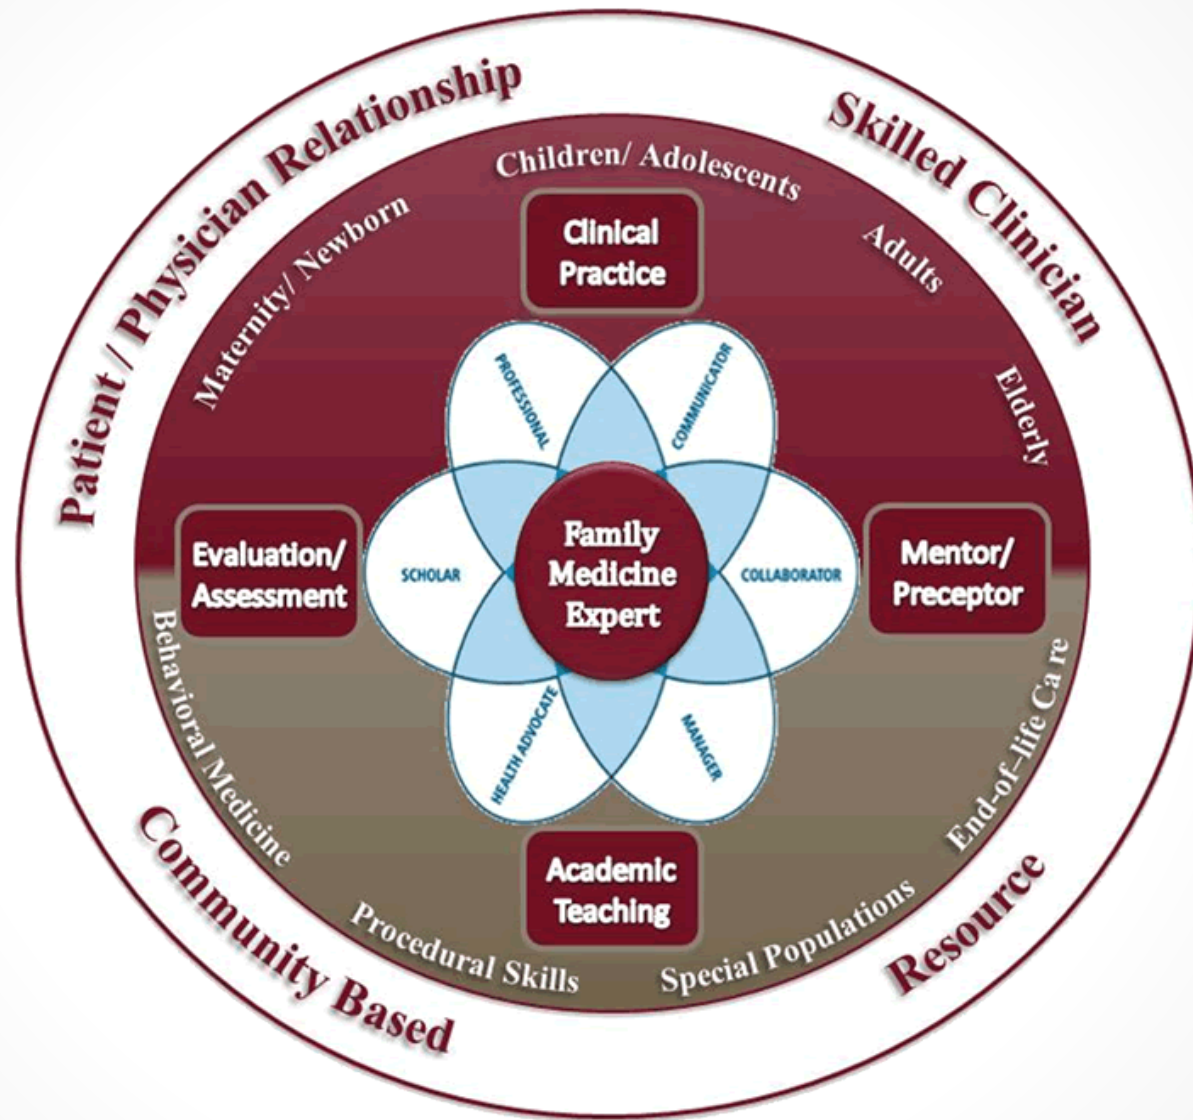 Patient / Physician Relationship
Skilled Clinician
Children/ Adolescents
Maternity/ Newborn
Adults
Elderly
Clinical
Practice
PROFESSIONAL
COMMUNICATOR
Evaluation/
Assessment
SCHOLAR
Family
Medicine
Expert
COLLABORATOR
Mentor/
Preceptor
HEALTH ADVOCATE
MANAGER
Behavioral Medicine
End-of-life Care
Academic
Teaching
Procedural Skills
Special Populations
Community Based
Resource